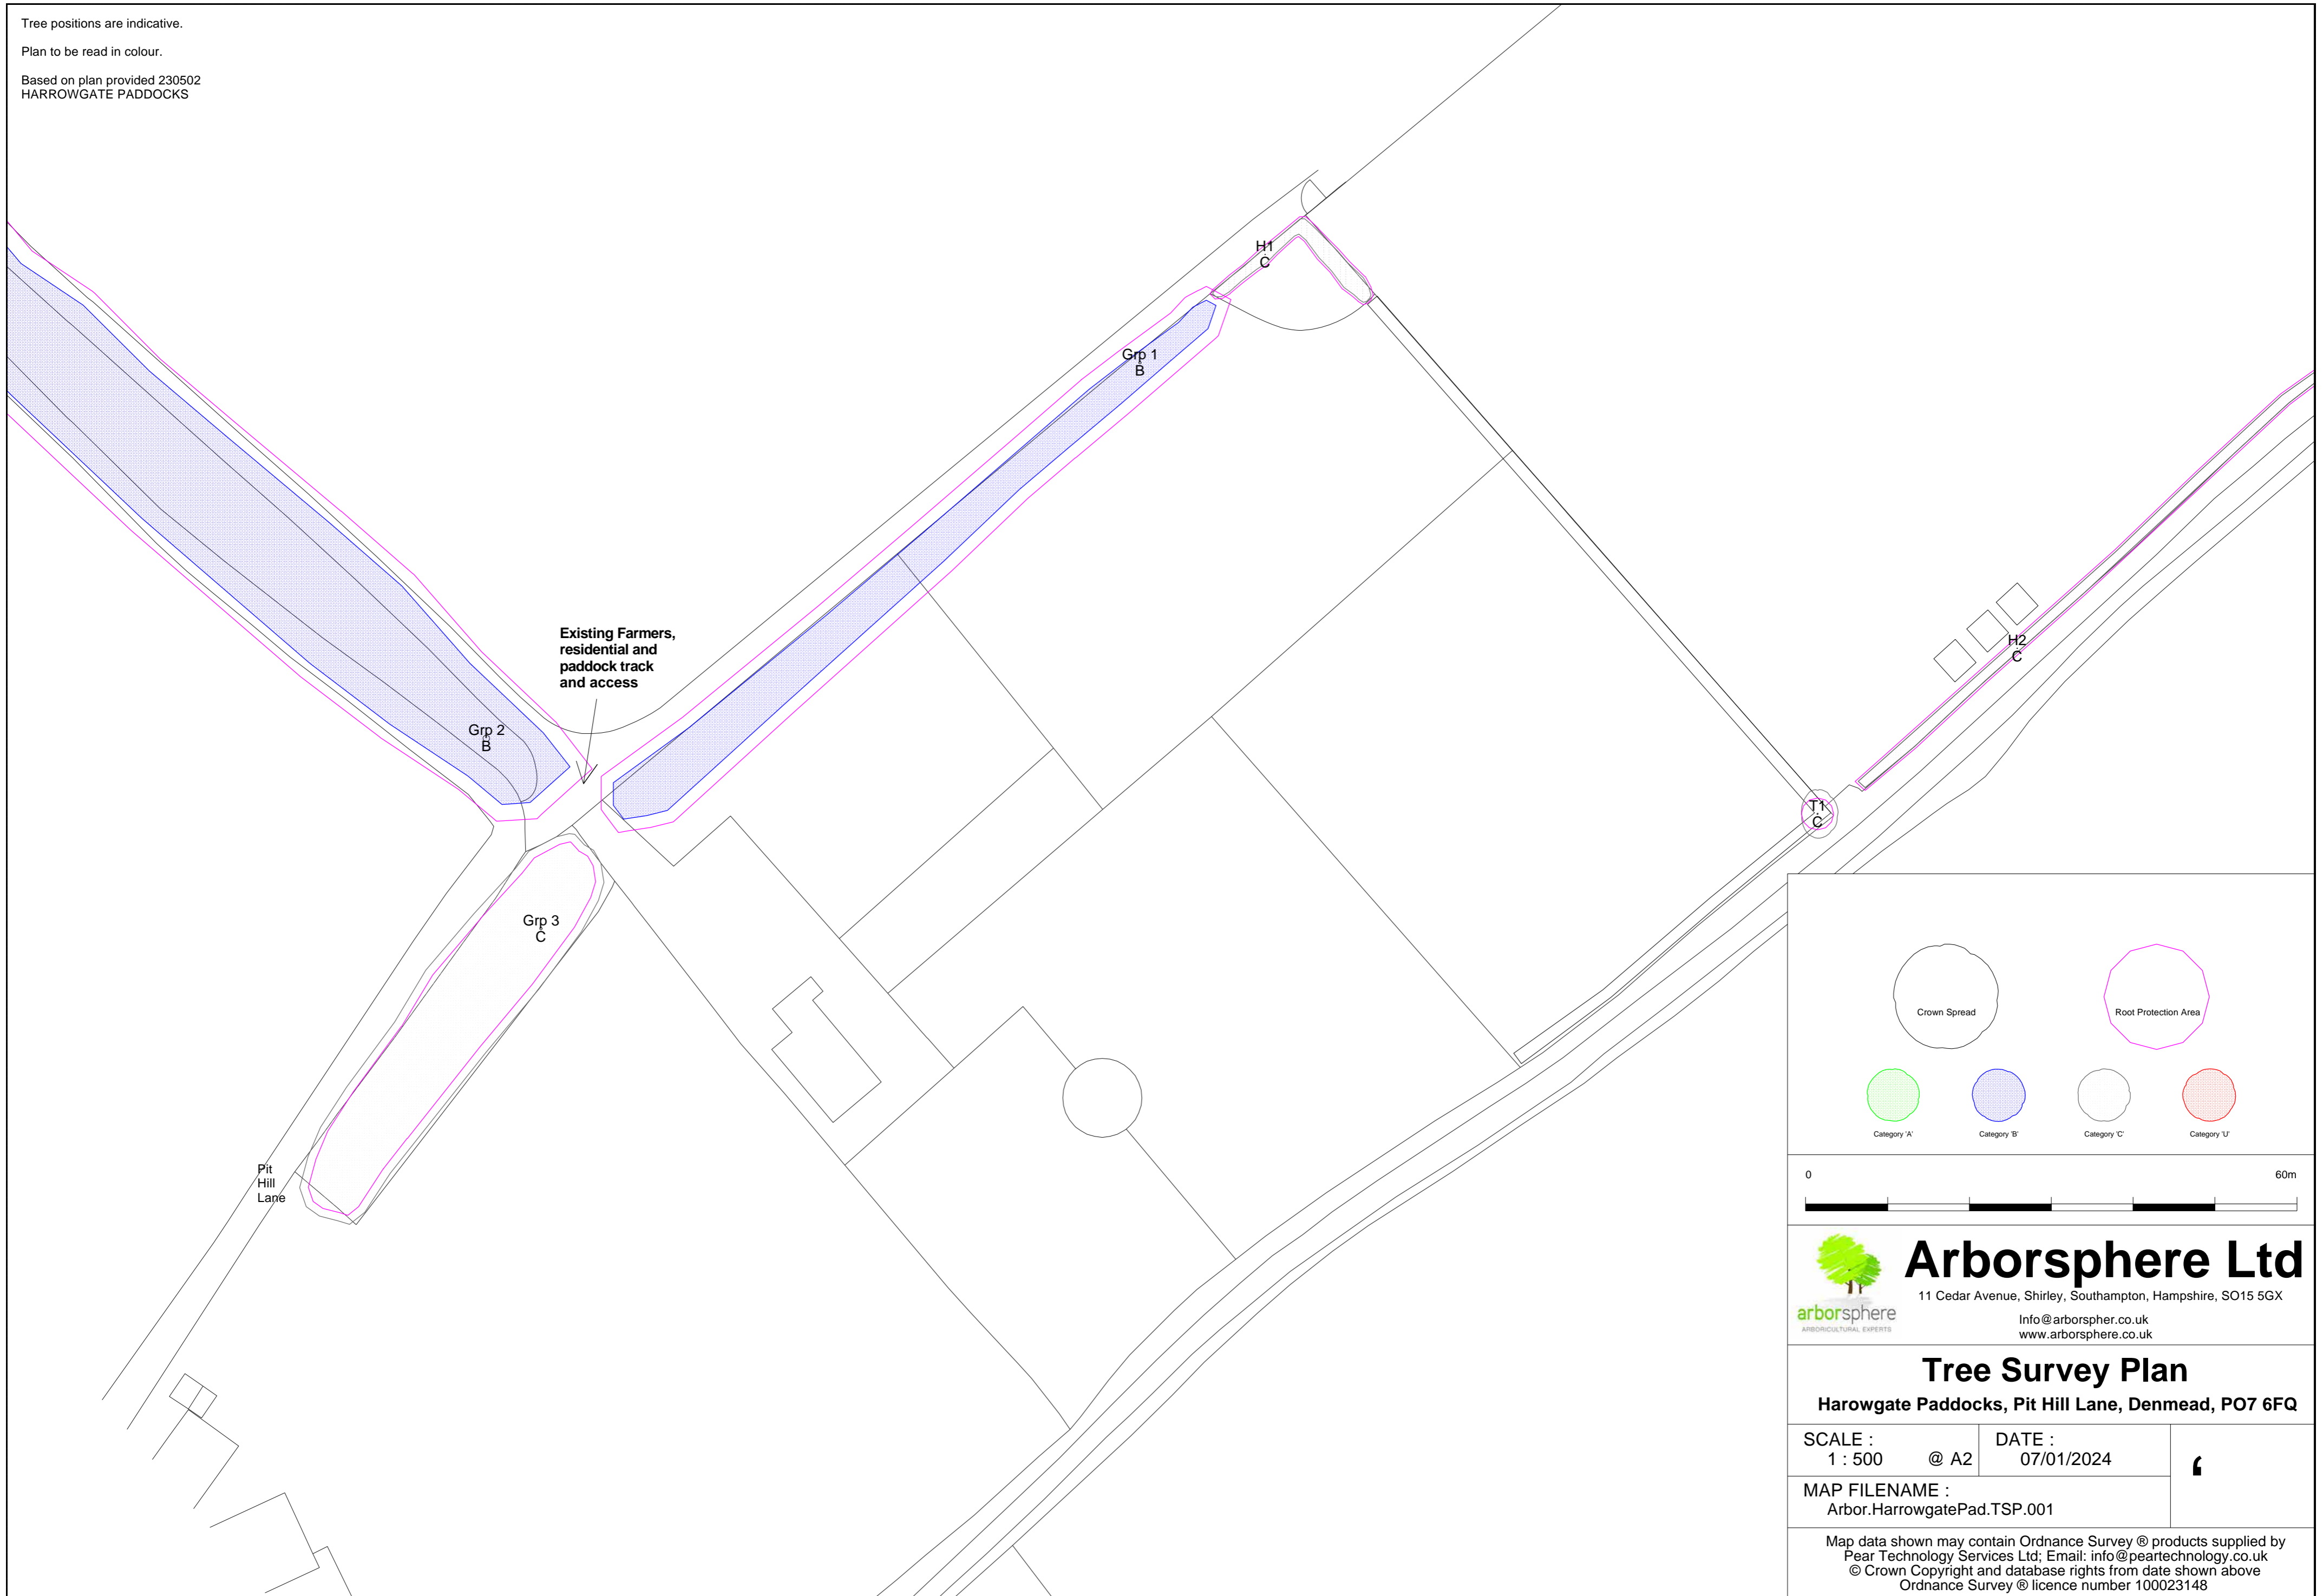 Tree positions are indicative.
Plan to be read in colour.
Based on plan provided 230502
HARROWGATE PADDOCKS
H1
C
Grp 1
B
Existing Farmers,
residential and
paddock track
and access
H2
C
Grp 2
B
T1
C
Grp 3
C
Pit
Hill
Lane
Crown Spread
Root Protection Area
Category 'A'
Category 'B'
Category 'C'
Category 'U'
0
60m
Arborsphere Ltd
11 Cedar Avenue, Shirley, Southampton, Hampshire, SO15 5GX
Info@arborspher.co.uk
www.arborsphere.co.uk
arborsphere
ARBORICULTURAL EXPERTS
Tree Survey Plan
Harowgate Paddocks, Pit Hill Lane, Denmead, PO7 6FQ
SCALE :
1 : 500 @ A2
DATE :
07/01/2024
MAP FILENAME :
Arbor.HarrowgatePad.TSP.001
Map data shown may contain Ordnance Survey ® products supplied by
Pear Technology Services Ltd; Email: info@peartechnology.co.uk
© Crown Copyright and database rights from date shown above
Ordnance Survey ® licence number 100023148